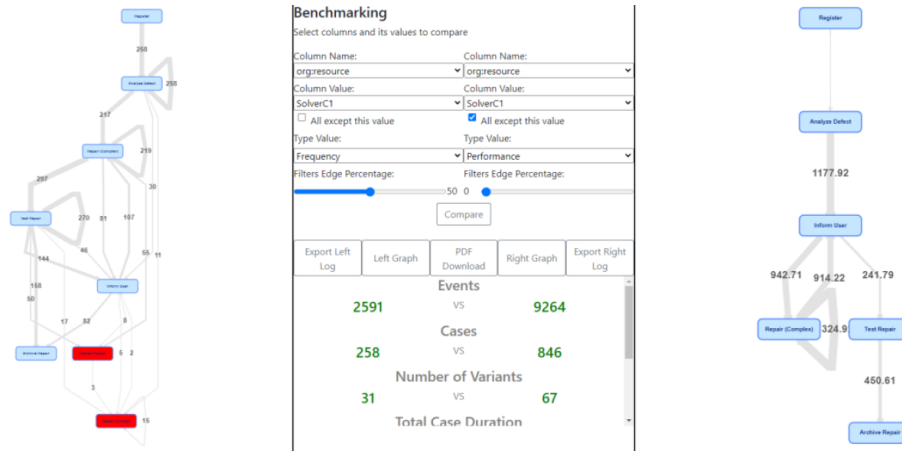 Register
258
Analyze Defect
258
217
Repair (Complex)
219
297
30
Test Repair
270
81
107
46
55
11
144
Inform User
158
50
17
82
8
Archive Repair
5
2
3
15
Benchmarking
Select columns and its values to compare
Column Name:
Column Name:
org:resource
org:resource
Column Value:
Column Value:
SolverC1
SolverC1
All except this value
All except this value
Type Value:
Type Value:
Frequency
Performance
Filters Edge Percentage:
Filters Edge Percentage:
50
0
Compare
Export Left
Log
Left Graph
PDF
Download
Right Graph
Export Right
Log
Events
2591
VS
9264
Cases
258
VS
846
Number of Variants
31
VS
67
Total Case Duration
Register
Analyze Defect
1177.92
Inform User
942.71
914.22
241.79
Repair (Complex)
324.9
Test Repair
450.61
Archive Repair